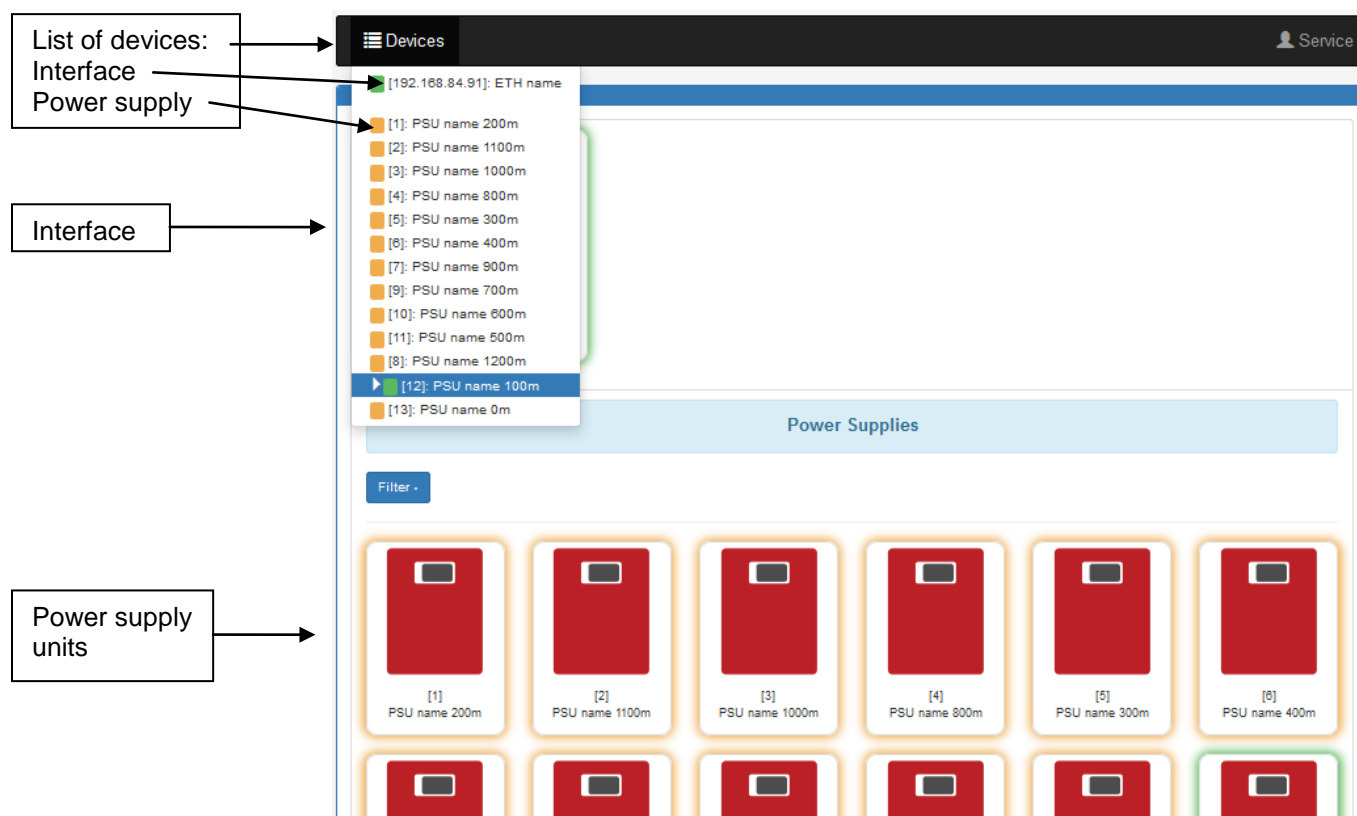 List of devices:
Interface
Power supply
Interface
Power supply
units
Devices
Service
[192.168.84.91]: ETH name
[1]: PSU name 200m
[2]: PSU name 1100m
[3]: PSU name 1000m
[4]: PSU name 800m
[5]: PSU name 300m
[6]: PSU name 400m
[7]: PSU name 900m
[9]: PSU name 700m
[10]: PSU name 600m
[11]: PSU name 500m
[8]: PSU name 1200m
[12]: PSU name 100m
[13]: PSU name 0m
Power Supplies
Filter
[1]
PSU name 200m
[2]
PSU name 1100m
[3]
PSU name 1000m
[4]
PSU name 800m
[5]
PSU name 300m
[6]
PSU name 400m